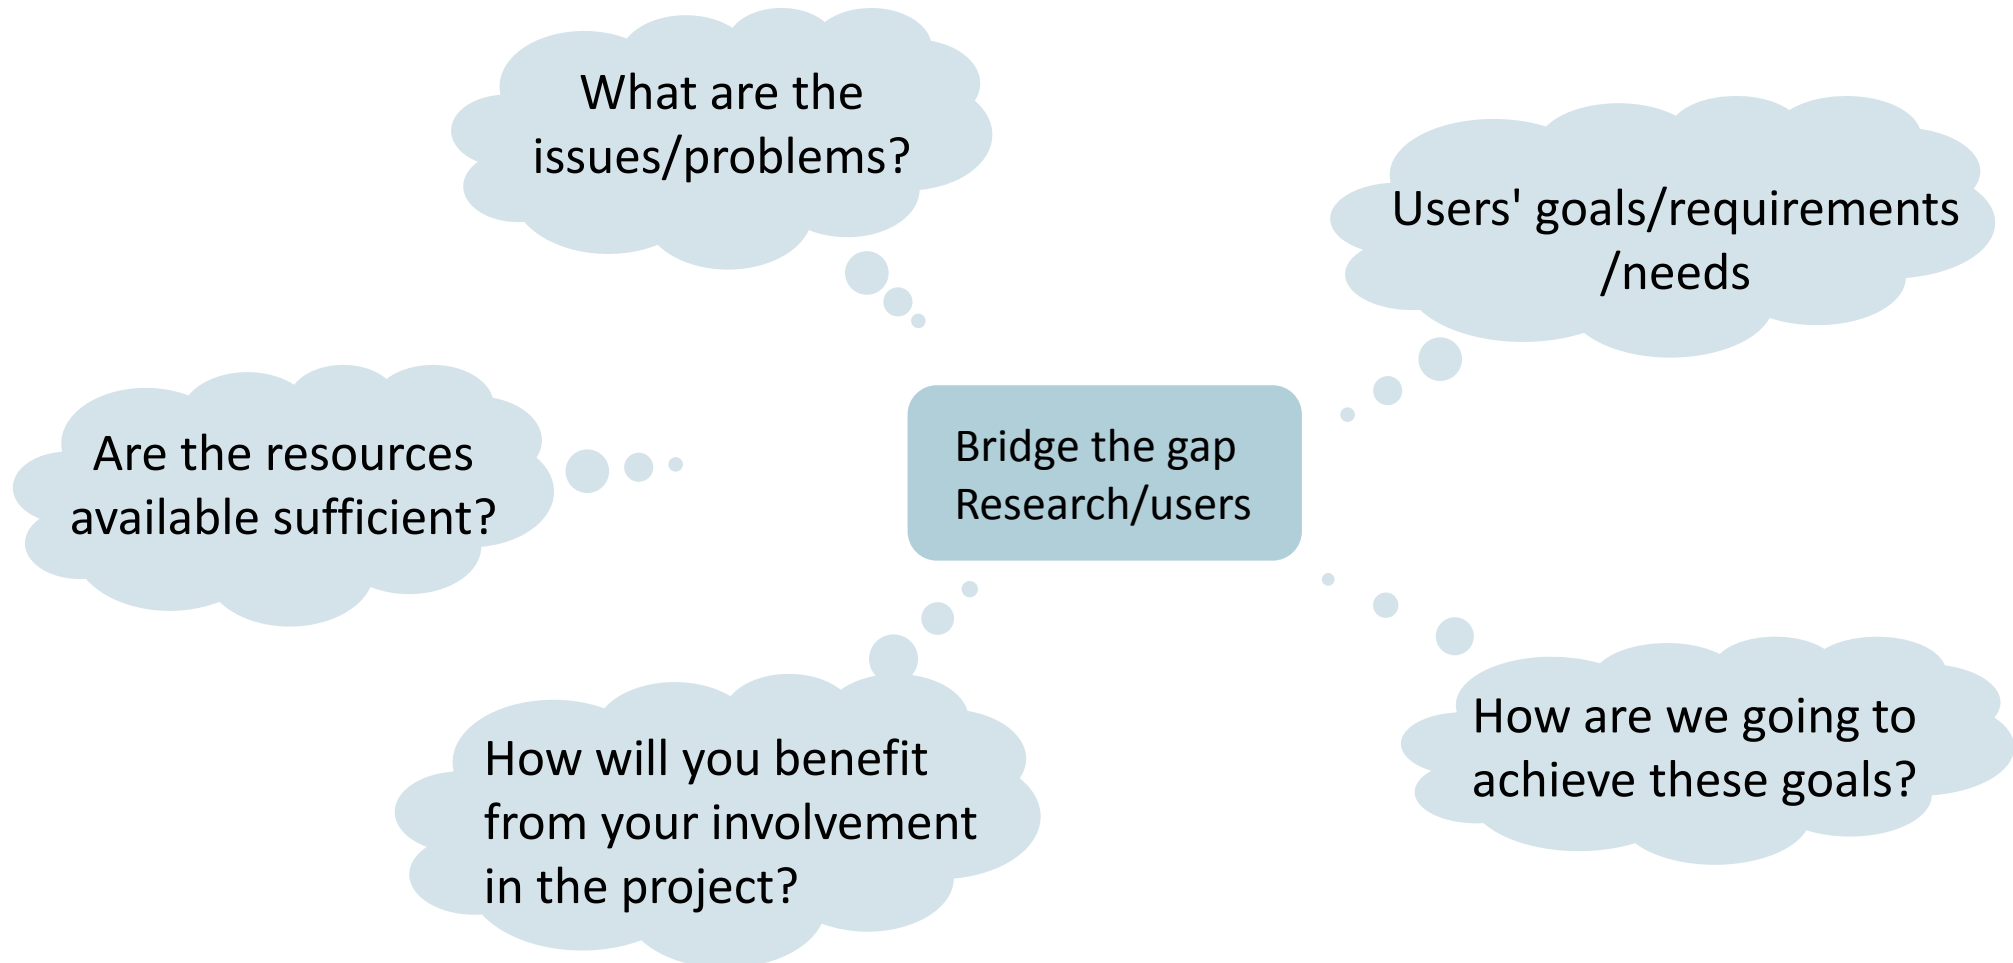 What are the
issues/problems?
Users' goals/requirements
/needs
Are the resources
available sufficient?
Bridge the gap
Research/users
How will you benefit
from your involvement
in the project?
How are we going to
achieve these goals?